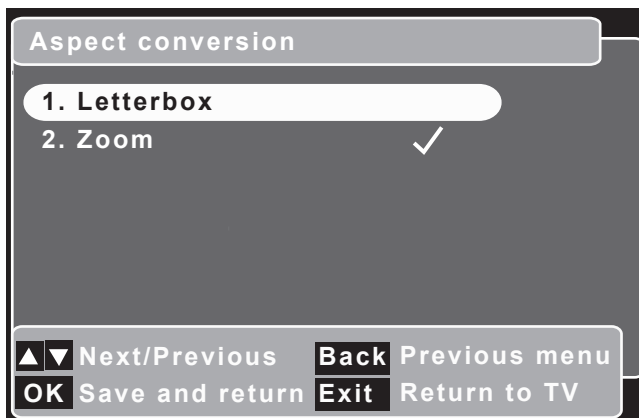 Aspect conversion
1. Letterbox
2. Zoom
Next/Previous Back Previous menu
OK Save and return Exit Return to TV